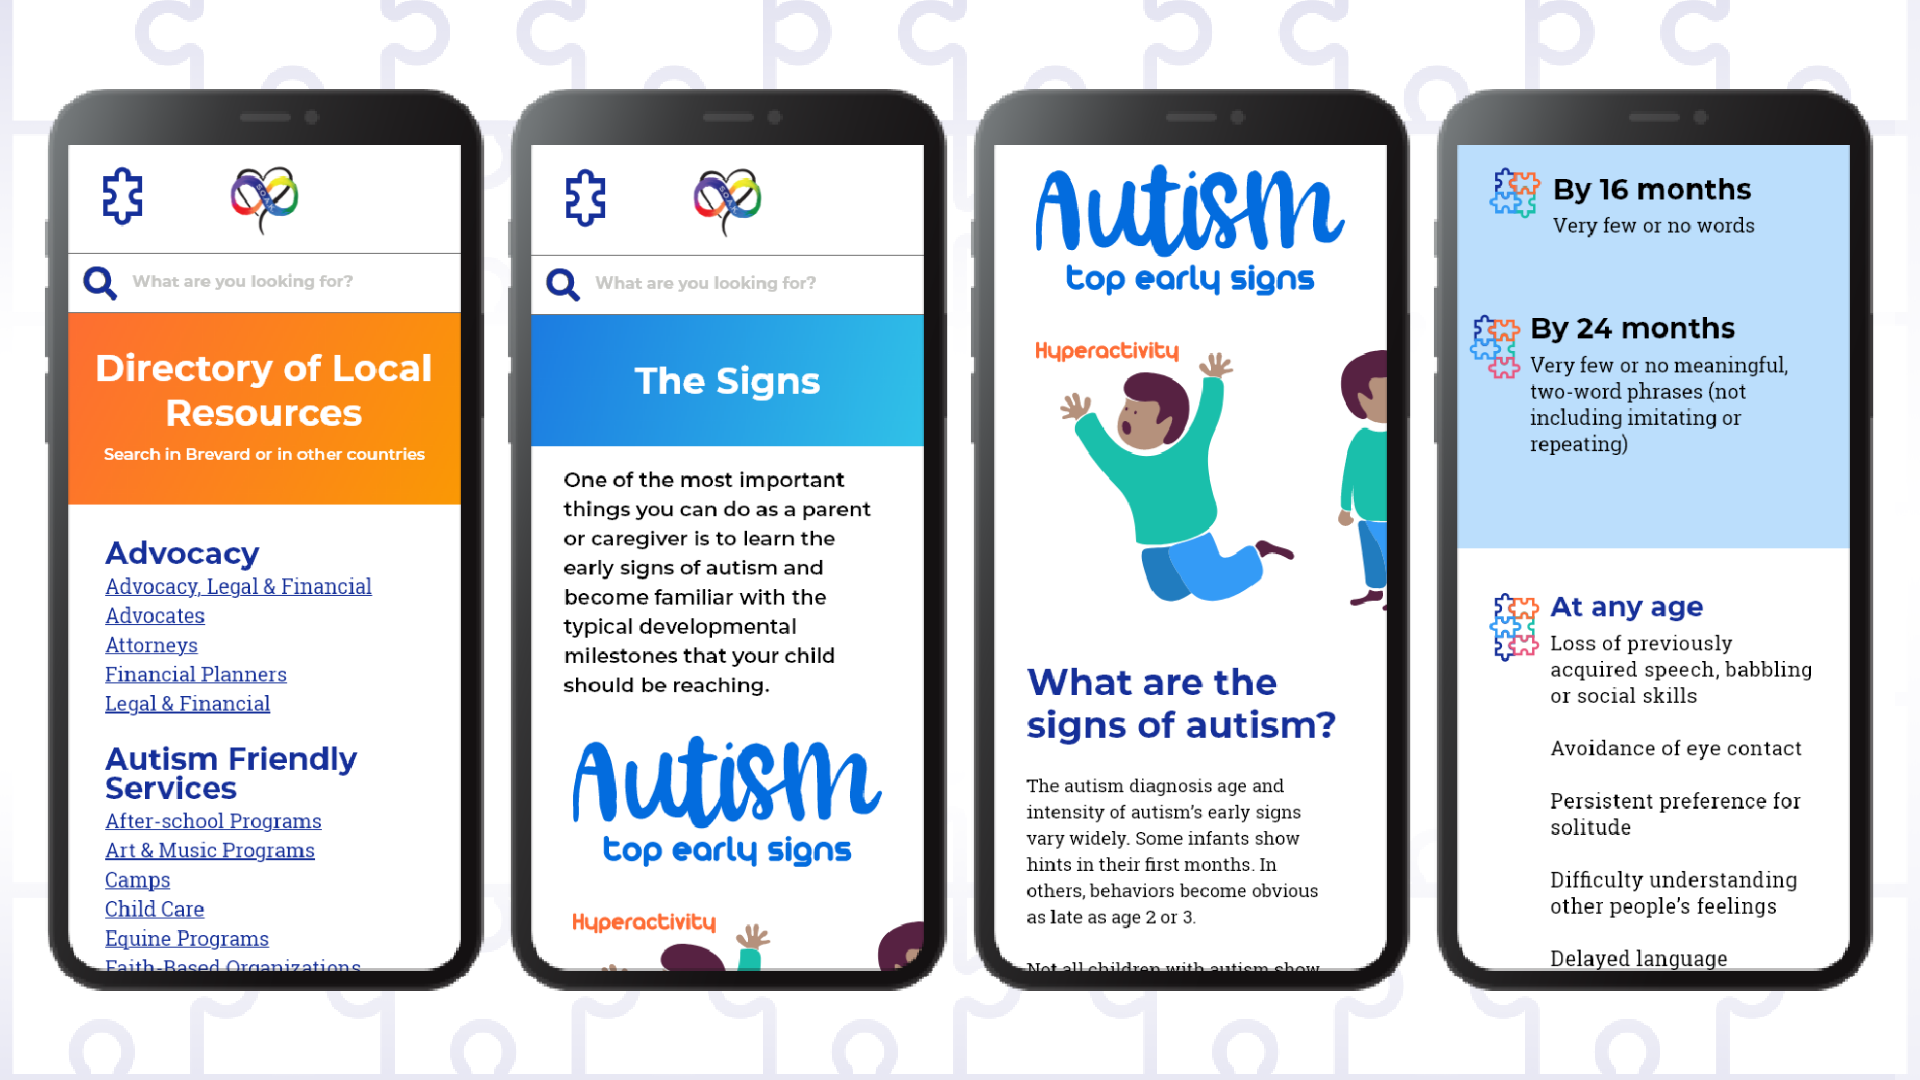 What are you looking for?
Directory of Local
Resources
Search in Brevard or in other countries
Advocacy
Advocacy, Legal & Financial
Advocates
Attorneys
Financial Planners
Legal & Financial
Autism Friendly
Services
After-school Programs
Art & Music Programs
Camps
Child Care
Equine Programs
Faith-Based Organizations
What are you looking for?
The Signs
One of the most important
things you can do as a parent
or caregiver is to learn the
early signs of autism and
become familiar with the
typical developmental
milestones that your child
should be reaching.
Autism
top early signs
Hyperactivity
Autism
top early signs
Hyperactivity
What are the
signs of autism?
The autism diagnosis age and
intensity of autism’s early signs
vary widely. Some infants show
hints in their first months. In
others, behaviors become obvious
as late as age 2 or 3.
Not all children with autism show
By 16 months
Very few or no words
By 24 months
Very few or no meaningful,
two-word phrases (not
including imitating or
repeating)
At any age
Loss of previously
acquired speech, babbling
or social skills
Avoidance of eye contact
Persistent preference for
solitude
Difficulty understanding
other people’s feelings
Delayed language